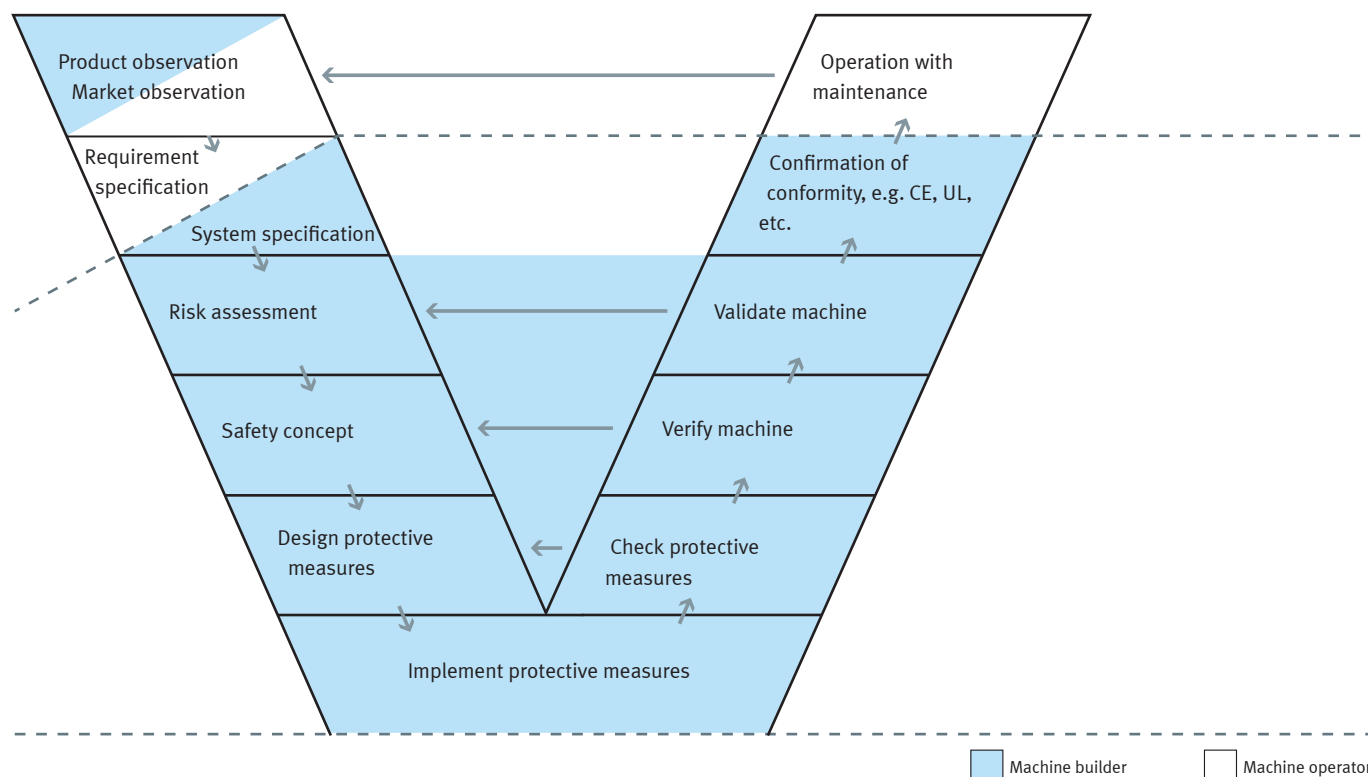 Product observation
Market observation
Operation with
maintenance
Requirement
specification
Confirmation of
conformity, e.g. CE, UL,
etc.
System specification
Risk assessment
Validate machine
Safety concept
Verify machine
Design protective
measures
Check protective
measures
Implement protective measures
Machine builder
Machine operator